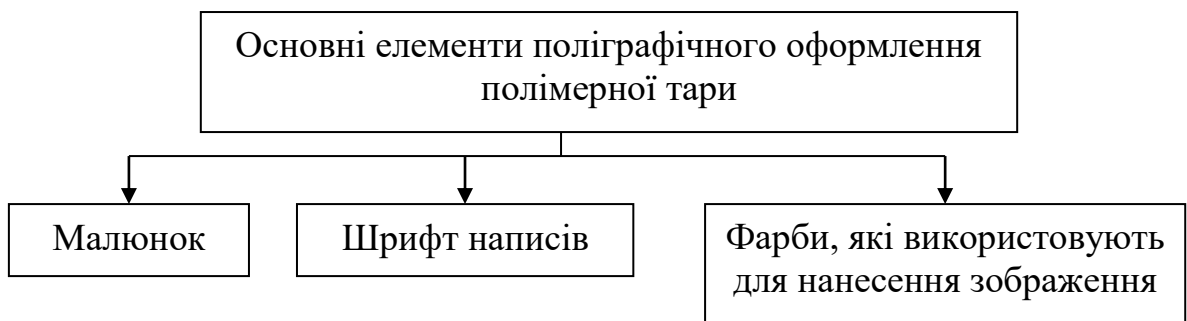 Основні елементи поліграфічного оформлення
полімерної тари
Малюнок
Шрифт написів
Фарби, які використовують
для нанесення зображення